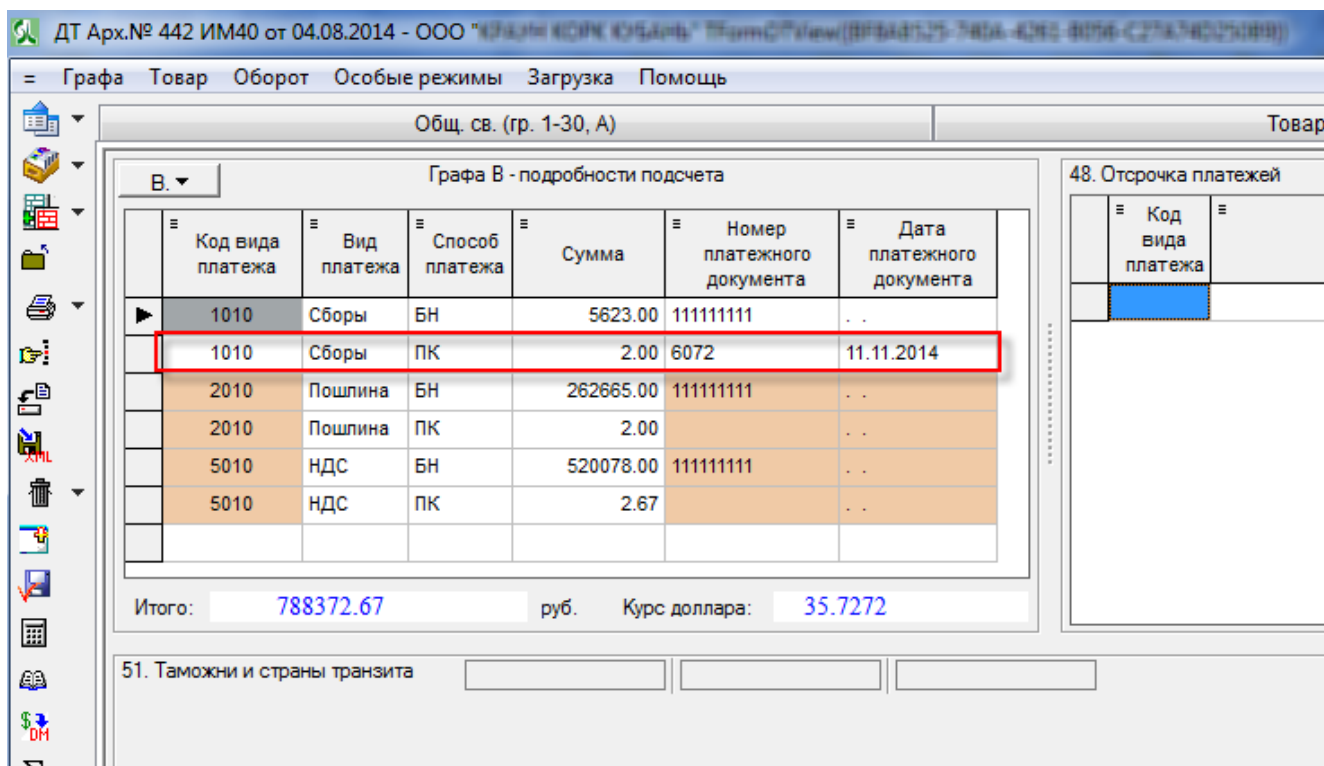 ДТ Арх.№ 442 ИМ40 от 04.08.2014 - ООО "
= Графа Товар Оборот Особые режимы Загрузка Помощь
Общ. св. (гр. 1-30, А) Товар
В. Графа В - подробности подсчета 48. Отсрочка платежей
Код вида платежа Вид платежа Способ платежа Сумма Номер платежного документа Дата платежного документа Код вида платежа
1010 Сборы БН 5623.00 111111111 . .
1010 Сборы ПК 2.00 6072 11.11.2014
2010 Пошлина БН 262665.00 111111111 . .
2010 Пошлина ПК 2.00 . .
5010 НДС БН 520078.00 111111111 . .
5010 НДС ПК 2.67 . .
Итого: 788372.67 руб. Курс доллара: 35.7272
51. Таможни и страны транзита
XML
$ DM